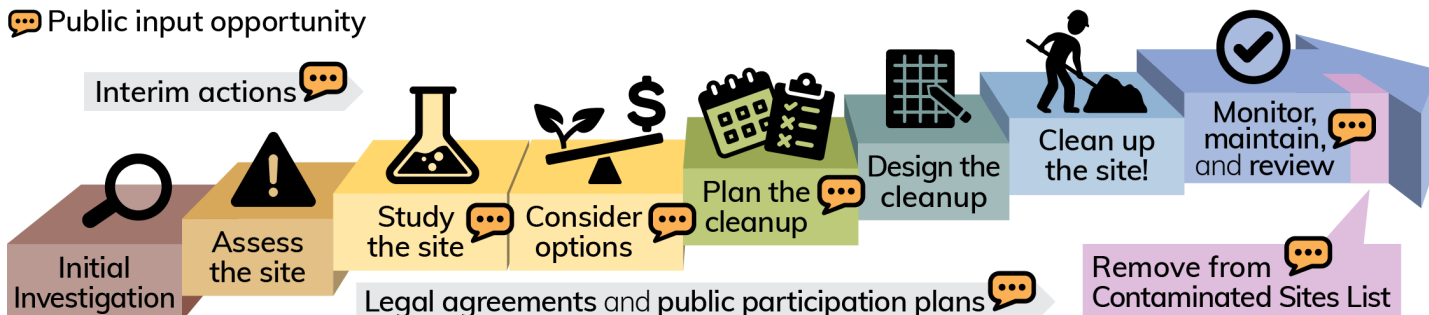 Public input opportunity
Interim actions
Initial
Investigation
Assess
the site
Study
the site
Consider
options
Plan the
cleanup
Design the
cleanup
Clean up
the site!
Monitor,
maintain,
and review
Legal agreements and public participation plans
Remove from
Contaminated Sites List